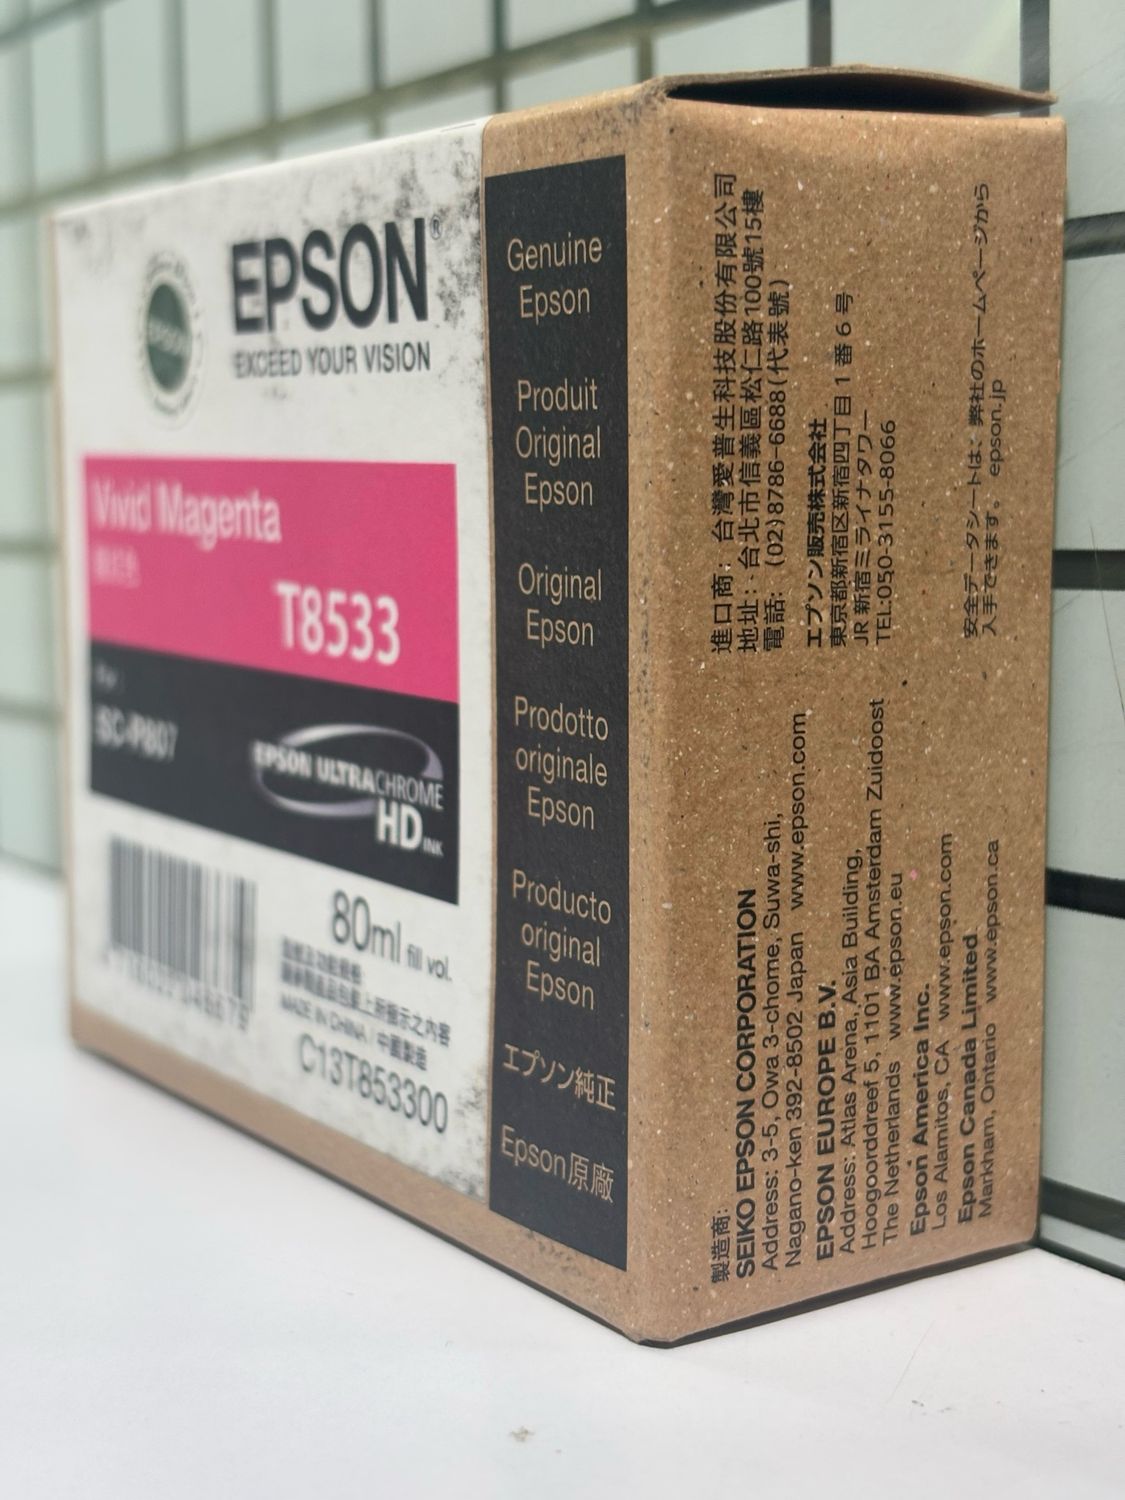 EPSON®
EXCEED YOUR VISION
EPSON
Vivid Magenta
T8533
SC-P807
EPSON ULTRACHROME
HD INK
80ml fill vol.
MADE IN CHINA / 中國製造
C13T853300
Genuine
Epson
Produit
Original
Epson
Original
Epson
Prodotto
originale
Epson
Producto
original
Epson
エプソン純正
Epson原廠
製造商:
SEIKO EPSON CORPORATION
Address: 3-5, Owa 3-chome, Suwa-shi,
Nagano-ken 392-8502 Japan www.epson.com
EPSON EUROPE B.V.
Address: Atlas Arena, Asia Building,
Hoogoorddreef 5, 1101 BA Amsterdam Zuidoost
The Netherlands www.epson.eu
Epson America Inc.
Los Alamitos, CA www.epson.com
Epson Canada Limited
Markham, Ontario www.epson.ca
進口商: 台灣愛普生科技股份有限公司
地址: 台北市信義區松仁路100號15樓
電話: (02)8786-6688(代表號)
エプソン販売株式会社
東京都新宿区新宿四丁目1番6号
JR新宿ミライナタワー
TEL:050-3155-8066
安全データシートは、弊社のホームページから
入手できます。 epson.jp